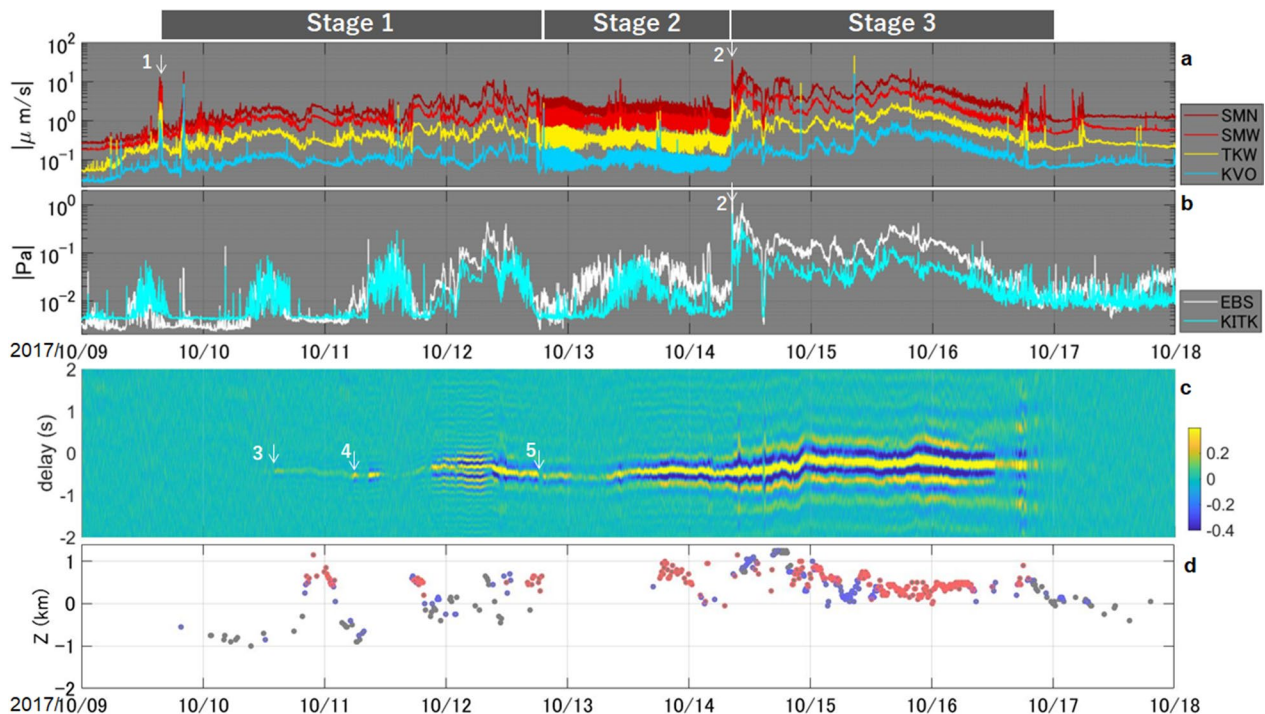 Stage 1 Stage 2 Stage 3
a
10² 10¹ 10⁰ 10⁻¹
|μ m/s|
1 2
SMN
SMW
TKW
KVO
b
10⁰ 10⁻¹ 10⁻²
|Pa|
2
EBS
KITK
2017/10/09 10/10 10/11 10/12 10/13 10/14 10/15 10/16 10/17 10/18
c
2 1 0 -1 -2
delay (s)
3 4 5
0.2
0
-0.2
-0.4
d
1 0 -1 -2
Z (km)
2017/10/09 10/10 10/11 10/12 10/13 10/14 10/15 10/16 10/17 10/18